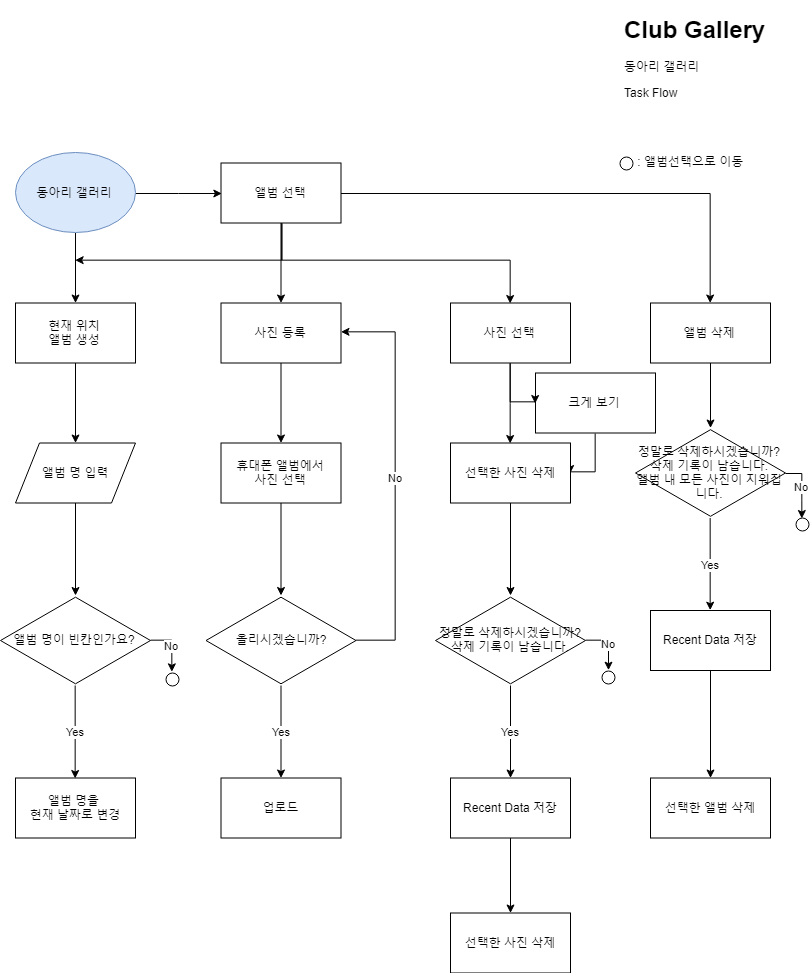 Club Gallery
동아리 갤러리
Task Flow
: 앨범선택으로 이동
동아리 갤러리
앨범 선택
현재 위치
앨범 생성
사진 등록
사진 선택
앨범 삭제
크게 보기
앨범 명 입력
휴대폰 앨범에서
사진 선택
No
선택한 사진 삭제
정말로 삭제하시겠습니까?
삭제 기록이 남습니다.
앨범 내 모든 사진이 지워집
니다.
No
Yes
앨범 명이 빈칸인가요?
No
올리시겠습니까?
정말로 삭제하시겠습니까?
삭제 기록이 남습니다
No
Recent Data 저장
Yes
Yes
Yes
앨범 명을
현재 날짜로 변경
업로드
Recent Data 저장
선택한 앨범 삭제
선택한 사진 삭제